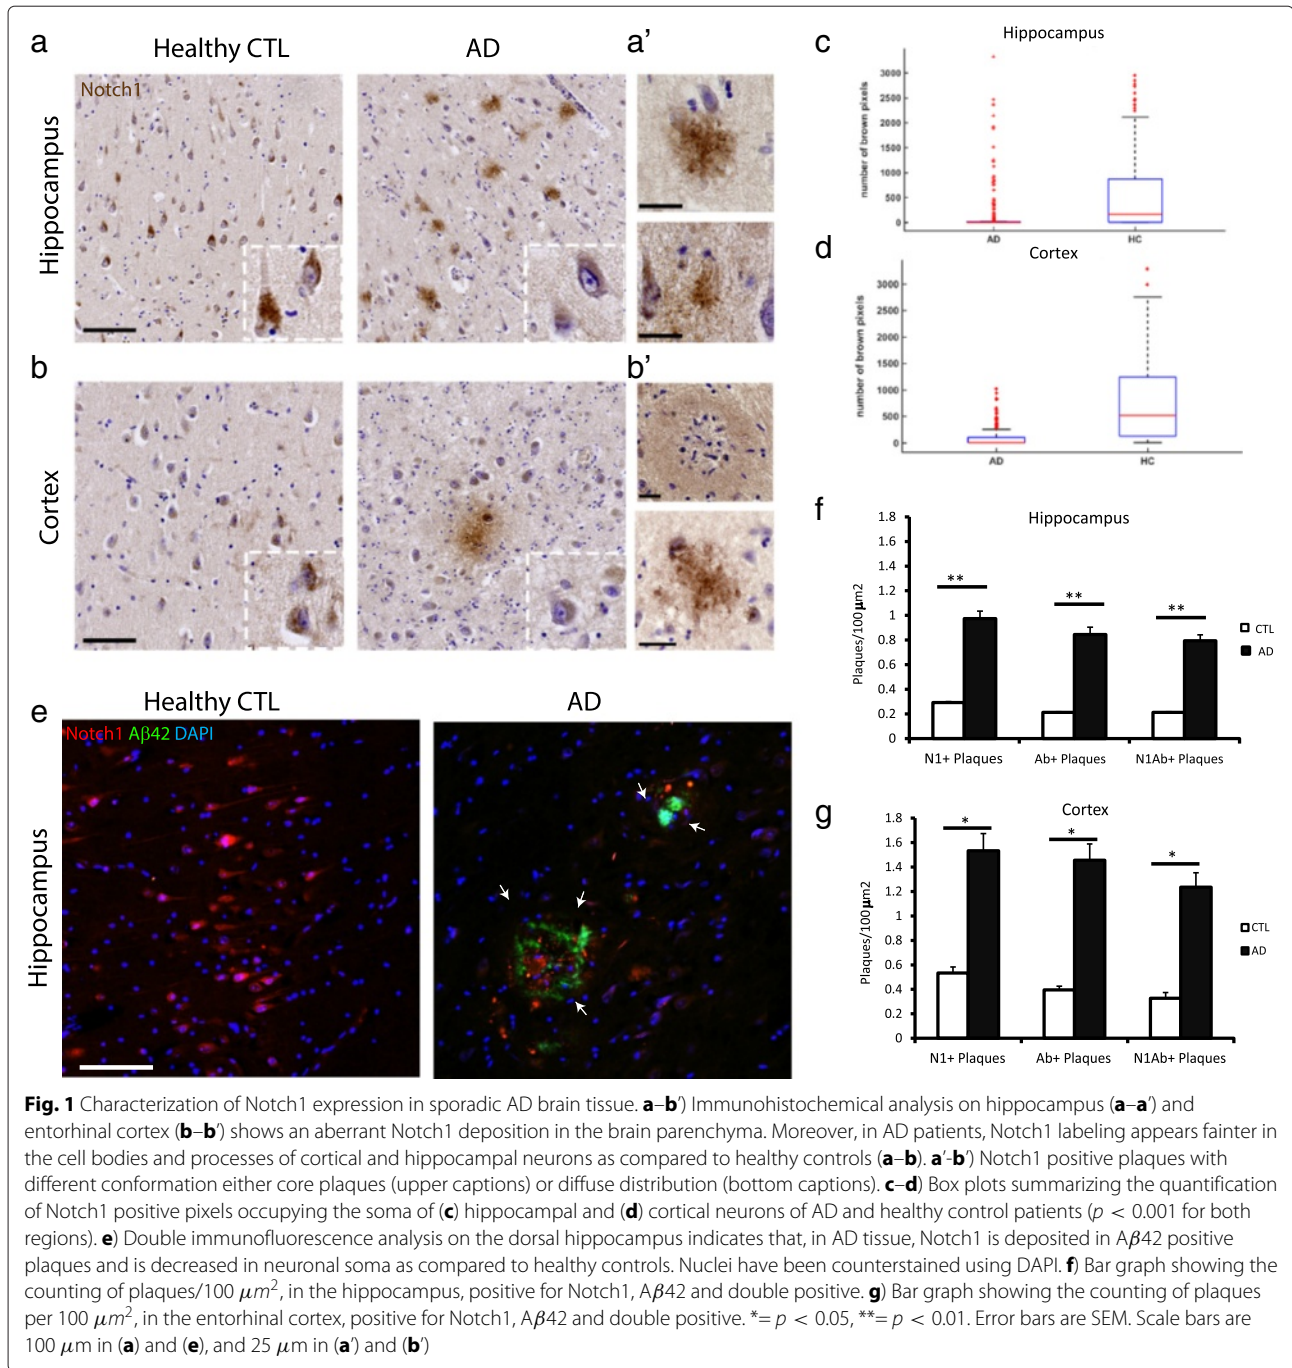 a
Healthy CTL
AD
a’
Notch1
Hippocampus
b
b’
Cortex
c
Hippocampus
number of brown pixels
3000
2500
2000
1500
1000
500
0
AD
HC
d
Cortex
number of brown pixels
3000
2500
2000
1500
1000
500
0
AD
HC
e
Healthy CTL
AD
Notch1 Aβ42 DAPI
Hippocampus
f
Hippocampus
Plaques/100 µm2
1.8
1.6
1.4
1.2
1
0.8
0.6
0.4
0.2
0
**
**
**
N1+ Plaques
Ab+ Plaques
N1Ab+ Plaques
CTL
AD
g
Cortex
Plaques/100µm2
1.8
1.6
1.4
1.2
1
0.8
0.6
0.4
0.2
0
*
*
*
N1+ Plaques
Ab+ Plaques
N1Ab+ Plaques
CTL
AD
Fig. 1 Characterization of Notch1 expression in sporadic AD brain tissue. a–b’) Immunohistochemical analysis on hippocampus (a–a’) and
entorhinal cortex (b–b’) shows an aberrant Notch1 deposition in the brain parenchyma. Moreover, in AD patients, Notch1 labeling appears fainter in
the cell bodies and processes of cortical and hippocampal neurons as compared to healthy controls (a–b). a’-b’) Notch1 positive plaques with
different conformation either core plaques (upper captions) or diffuse distribution (bottom captions). c–d) Box plots summarizing the quantification
of Notch1 positive pixels occupying the soma of (c) hippocampal and (d) cortical neurons of AD and healthy control patients (p < 0.001 for both
regions). e) Double immunofluorescence analysis on the dorsal hippocampus indicates that, in AD tissue, Notch1 is deposited in Aβ42 positive
plaques and is decreased in neuronal soma as compared to healthy controls. Nuclei have been counterstained using DAPI. f) Bar graph showing the
counting of plaques/100 µm², in the hippocampus, positive for Notch1, Aβ42 and double positive. g) Bar graph showing the counting of plaques
per 100 µm², in the entorhinal cortex, positive for Notch1, Aβ42 and double positive. *= p < 0.05, **= p < 0.01. Error bars are SEM. Scale bars are
100 µm in (a) and (e), and 25 µm in (a’) and (b’)